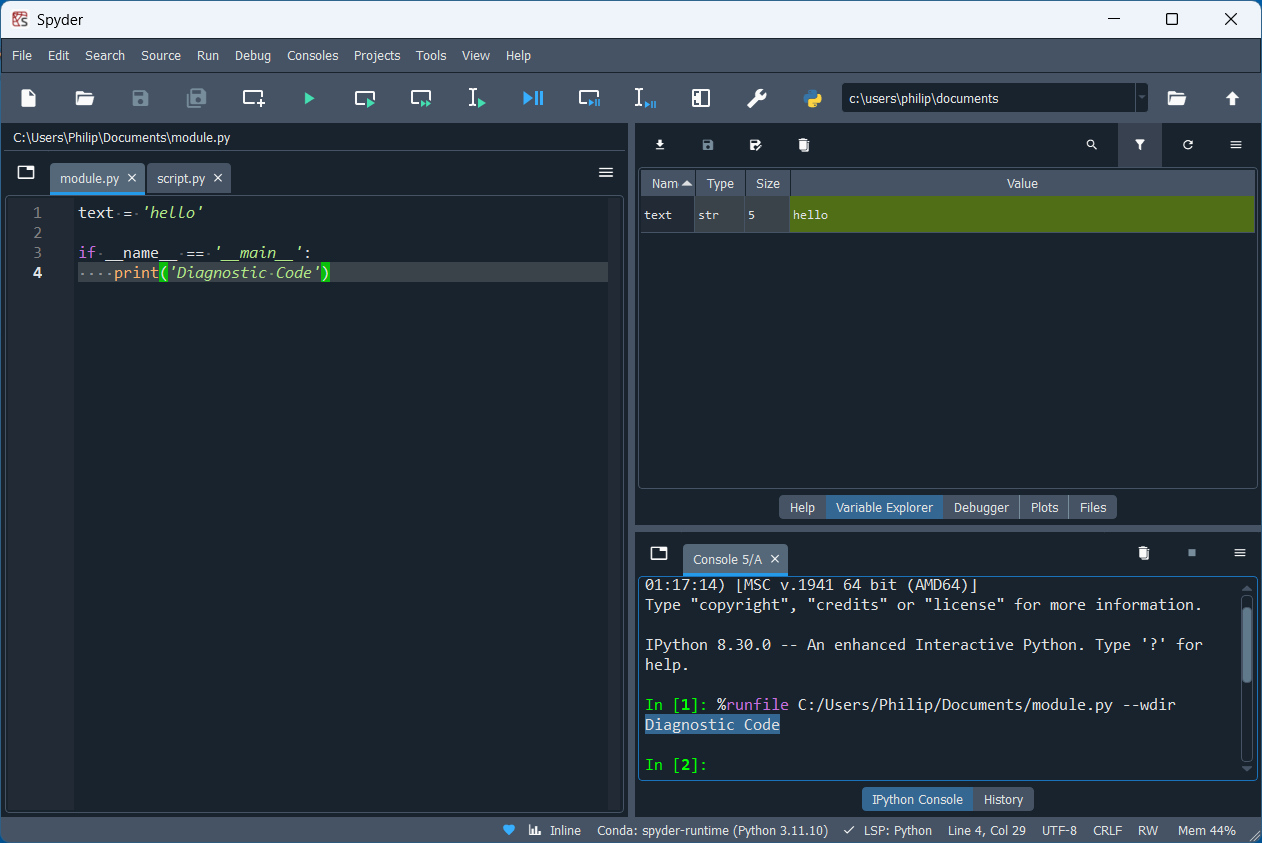 Spyder
File Edit Search Source Run Debug Consoles Projects Tools View Help
c:\users\philip\documents
C:\Users\Philip\Documents\module.py
module.py script.py
1 text = 'hello'
2
3 if __name__ == '__main__':
4 print('Diagnostic Code')
Nam Type Size Value
text str 5 hello
Help Variable Explorer Debugger Plots Files
Console 5/A
01:17:14) [MSC v.1941 64 bit (AMD64)]
Type "copyright", "credits" or "license" for more information.
IPython 8.30.0 -- An enhanced Interactive Python. Type '?' for
help.
In [1]: %runfile C:/Users/Philip/Documents/module.py --wdir
Diagnostic Code
In [2]:
IPython Console History
Inline Conda: spyder-runtime (Python 3.11.10) LSP: Python Line 4, Col 29 UTF-8 CRLF RW Mem 44%